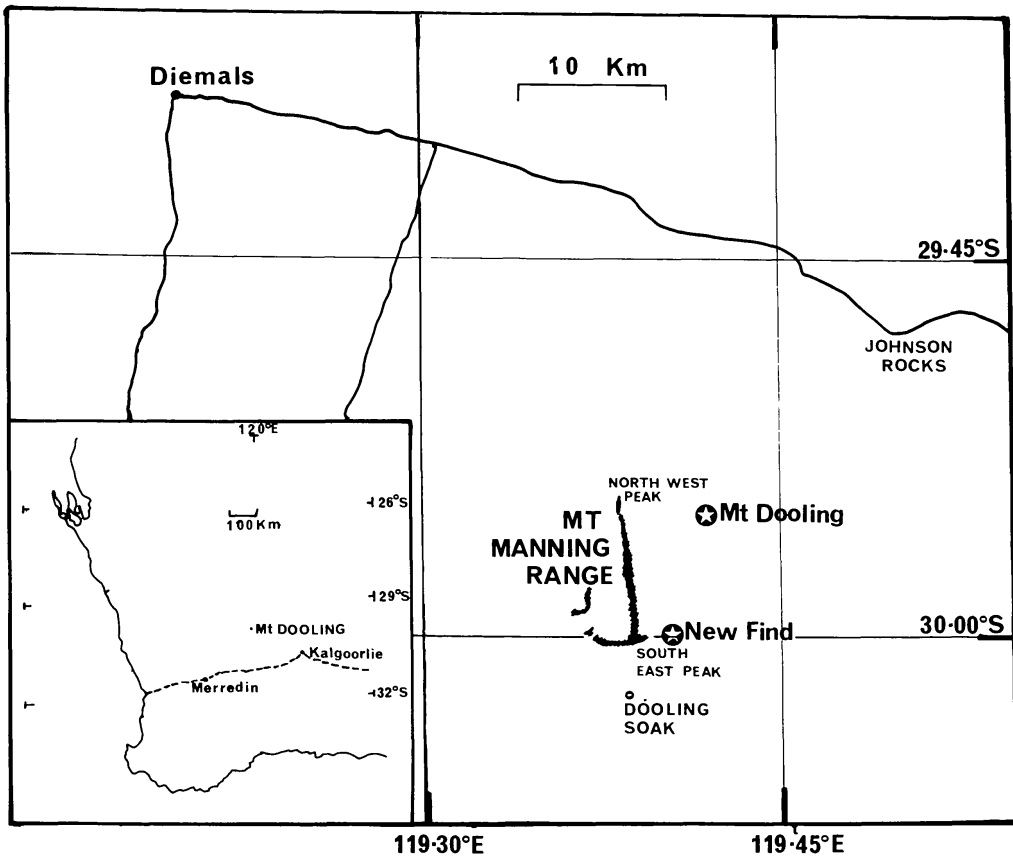 Diemals
10 Km
29·45°S
JOHNSON
ROCKS
NORTH WEST
PEAK
Mt Dooling
MT
MANNING
RANGE
New Find
30·00°S
SOUTH
EAST PEAK
DOOLING
SOAK
119·30°E
119·45°E
120°E
26°S
100Km
29°S
Mt DOOLING
Kalgoorlie
Merredin
32°S